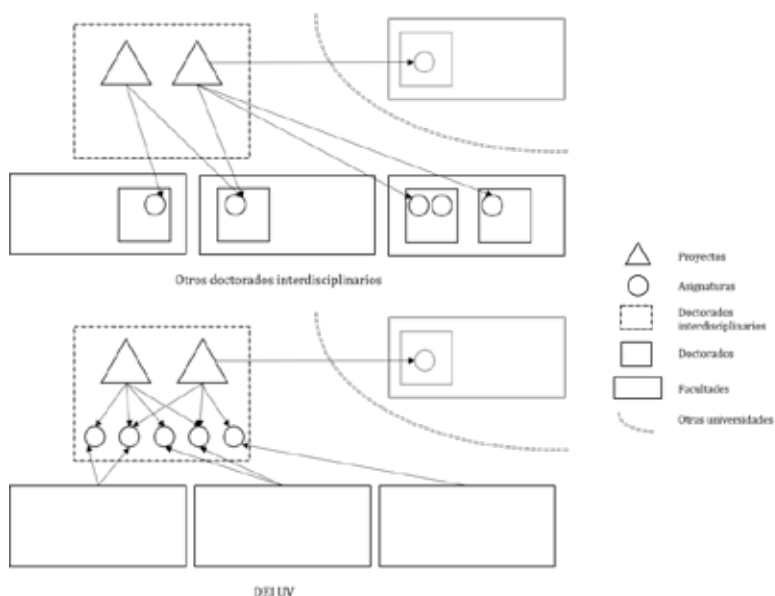 Otros doctorados interdisciplinarios
Proyectos
Asignaturas
Doctorados
interdisciplinarios
Doctorados
Facultades
Otras universidades
DEI UV